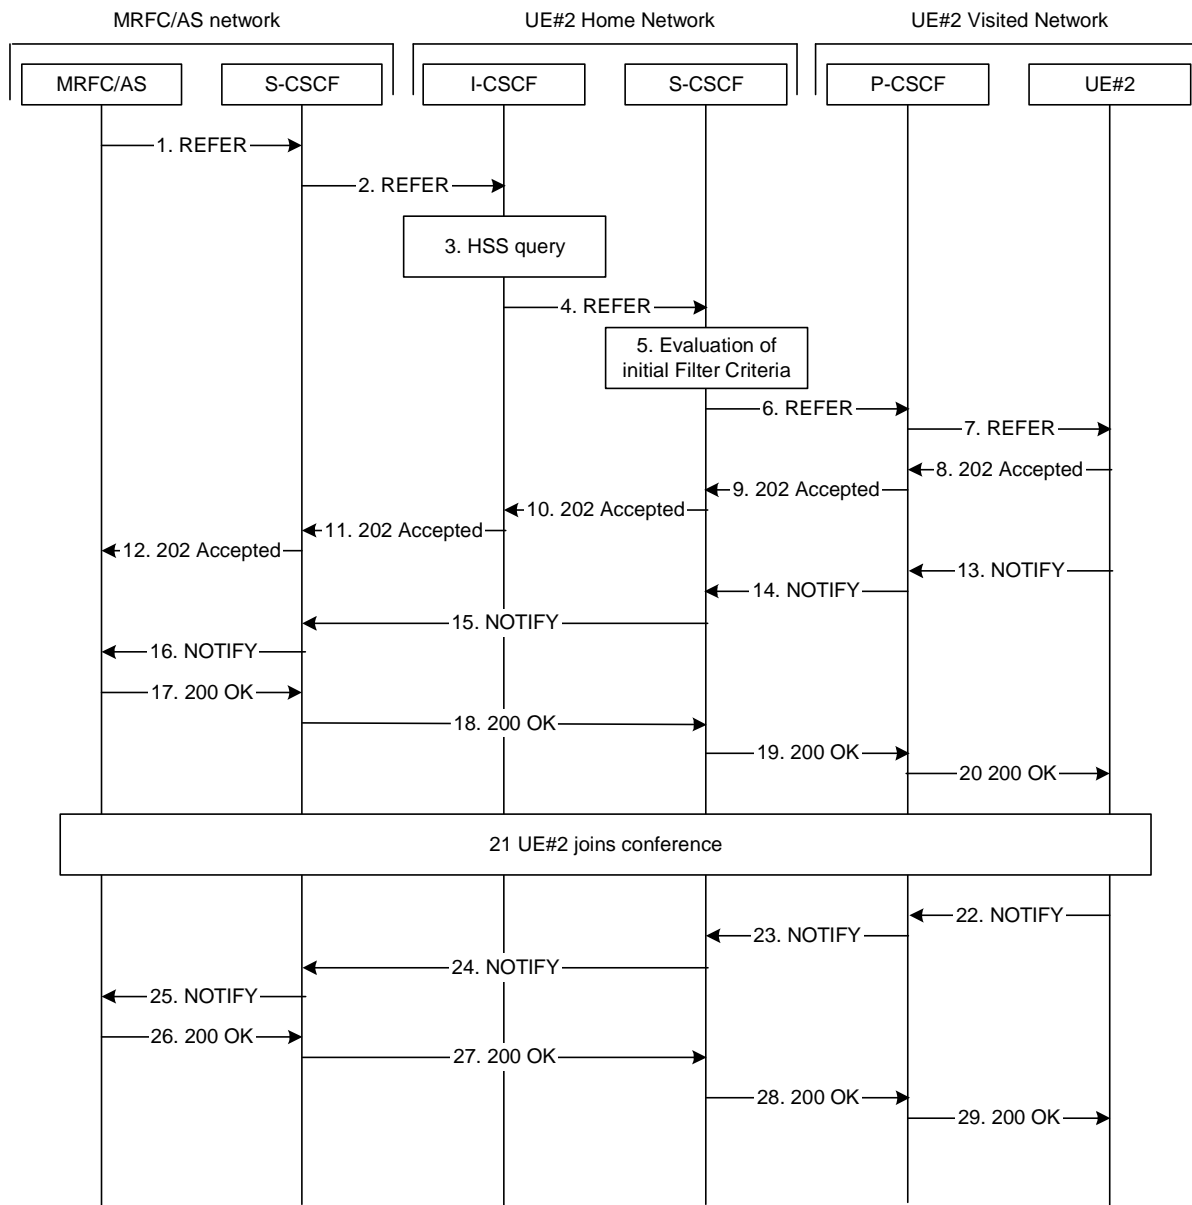 MRFC/AS network
UE#2 Home Network
UE#2 Visited Network
MRFC/AS
S-CSCF
I-CSCF
S-CSCF
P-CSCF
UE#2
1. REFER
2. REFER
3. HSS query
4. REFER
5. Evaluation of
initial Filter Criteria
6. REFER
7. REFER
8. 202 Accepted
9. 202 Accepted
10. 202 Accepted
11. 202 Accepted
12. 202 Accepted
13. NOTIFY
14. NOTIFY
15. NOTIFY
16. NOTIFY
17. 200 OK
18. 200 OK
19. 200 OK
20 200 OK
21 UE#2 joins conference
22. NOTIFY
23. NOTIFY
24. NOTIFY
25. NOTIFY
26. 200 OK
27. 200 OK
28. 200 OK
29. 200 OK